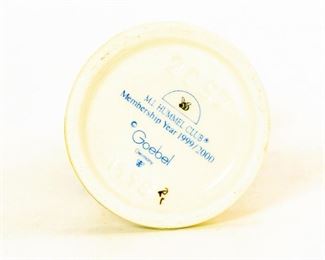 M.I. HUMMEL CLUB®
Membership Year 1999/2000
© Goebel
Germany